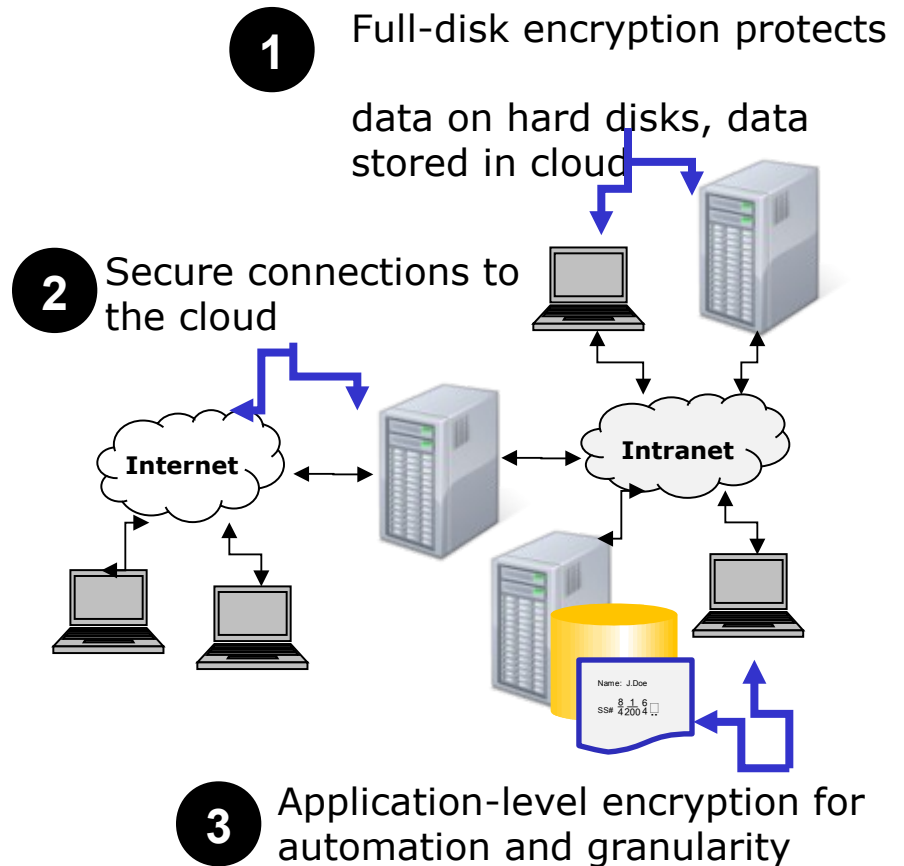 1
Full-disk encryption protects
data on hard disks, data
stored in cloud
2
Secure connections to
the cloud
Internet
Intranet
Name: J.Doe
SS#
3
Application-level encryption for
automation and granularity